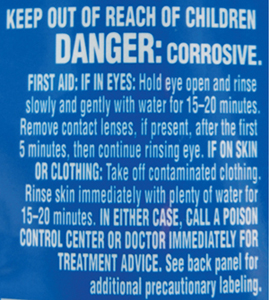 KEEP OUT OF REACH OF CHILDREN
DANGER: CORROSIVE.
FIRST AID: IF IN EYES: Hold eye open and rinse
slowly and gently with water for 15–20 minutes.
Remove contact lenses, if present, after the first
5 minutes, then continue rinsing eye. IF ON SKIN
OR CLOTHING: Take off contaminated clothing.
Rinse skin immediately with plenty of water for
15–20 minutes. IN EITHER CASE, CALL A POISON
CONTROL CENTER OR DOCTOR IMMEDIATELY FOR
TREATMENT ADVICE. See back panel for
additional precautionary labeling.